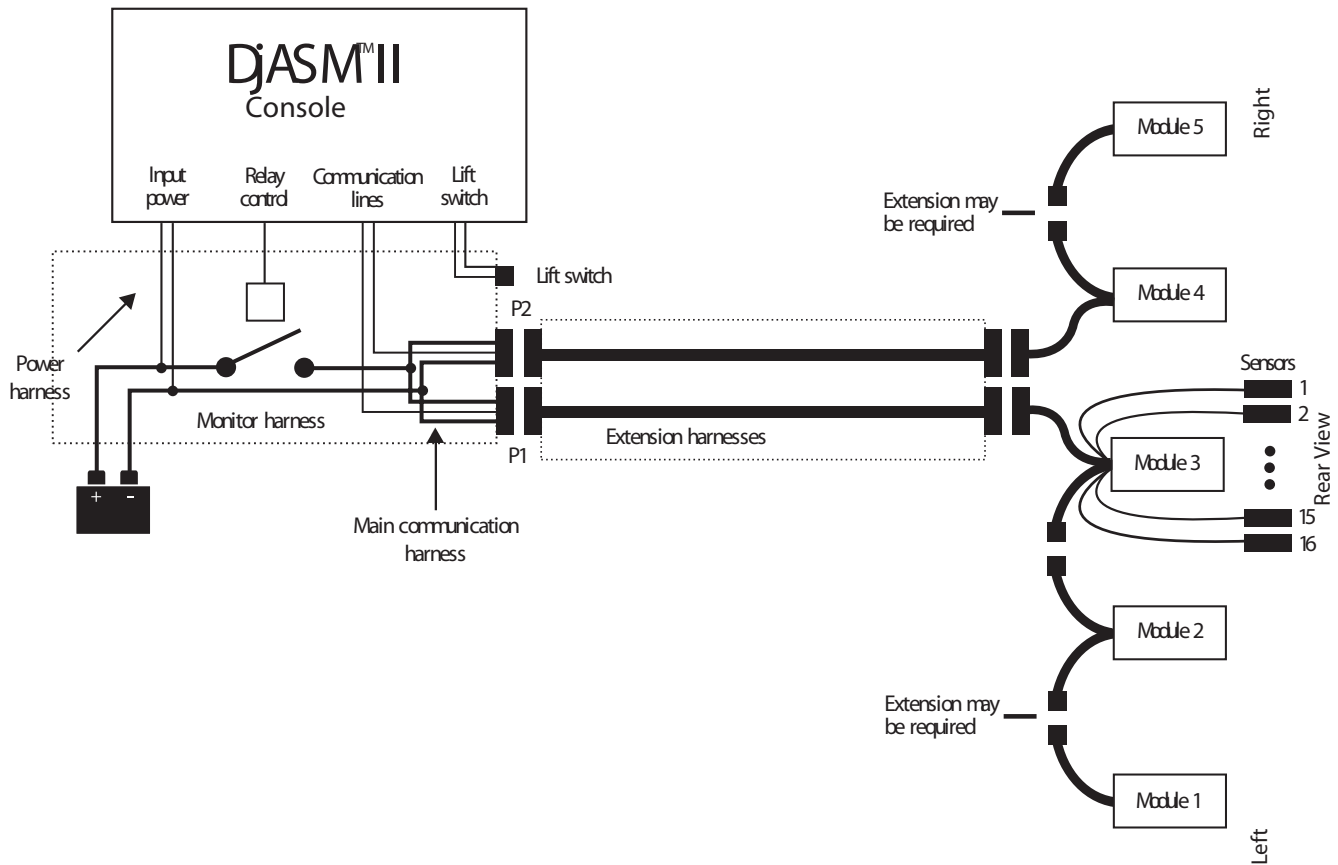 DjASM™II
Console
Input
power
Relay
control
Communication
lines
Lift
switch
Lift switch
P2
Power
harness
+ -
Monitor harness
P1
Main communication
harness
Extension harnesses
Extension may
be required
Module 5
Right
Module 4
Sensors
1
2
15
16
Rear View
Module 3
Module 2
Extension may
be required
Module 1
Left